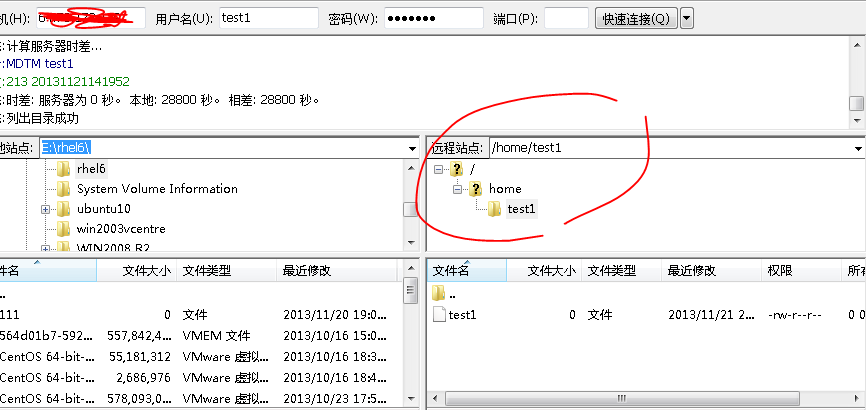 机(H): 用户名(U): test1 密码(W): ●●●●●●● 端口(P): 快速连接(Q)
:计算服务器时差...
:MDTM test1
:213 20131121141952
:时差: 服务器为 0 秒。 本地: 28800 秒。 相差: 28800 秒。
:列出目录成功
地站点: E:\rhel6\
rhel6
System Volume Information
ubuntu10
win2003vcentre
WIN2008 R2
远程站点: /home/test1
/
home
test1
件名 文件大小 文件类型 最近修改
..
111 0 文件 2013/11/20 19:0...
564d01b7-592... 557,842,4... VMEM 文件 2013/10/16 15:0...
CentOS 64-bit-... 55,181,312 VMware 虚拟... 2013/10/16 18:3...
CentOS 64-bit-... 2,686,976 VMware 虚拟... 2013/10/16 18:4...
CentOS 64-bit-... 578,093,0... VMware 虚拟... 2013/10/23 17:5...
文件名 文件大小 文件类型 最近修改 权限 所有
..
test1 0 文件 2013/11/21 2... -rw-r--r-- 0 0